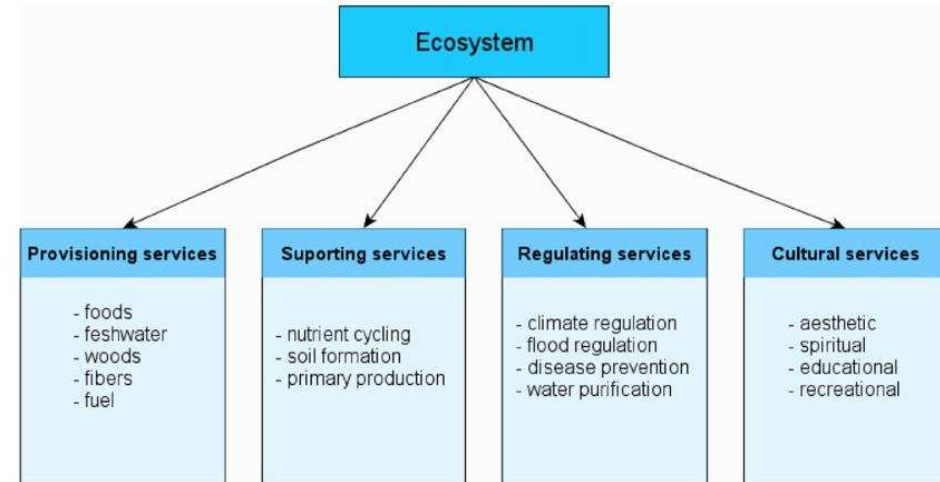 Ecosystem
Provisioning services
- foods
- feshwater
- woods
- fibers
- fuel
Suporting services
- nutrient cycling
- soil formation
- primary production
Regulating services
- climate regulation
- flood regulation
- disease prevention
- water purification
Cultural services
- aesthetic
- spiritual
- educational
- recreational